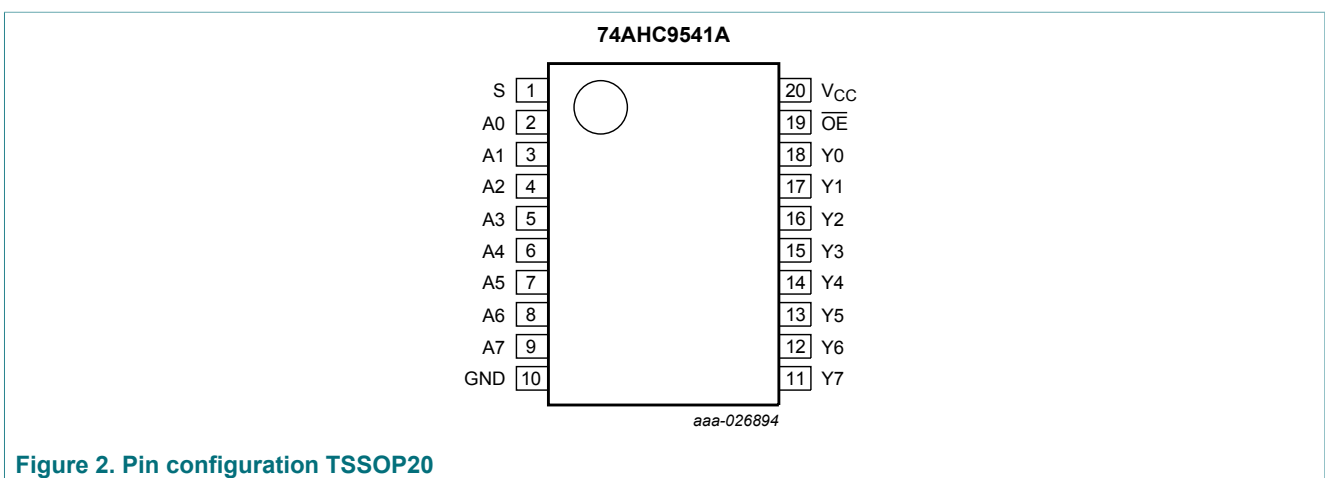 74AHC9541A
S 1 20 VCC
A0 2 19 O̅E̅
A1 3 18 Y0
A2 4 17 Y1
A3 5 16 Y2
A4 6 15 Y3
A5 7 14 Y4
A6 8 13 Y5
A7 9 12 Y6
GND 10 11 Y7
aaa-026894
Figure 2. Pin configuration TSSOP20